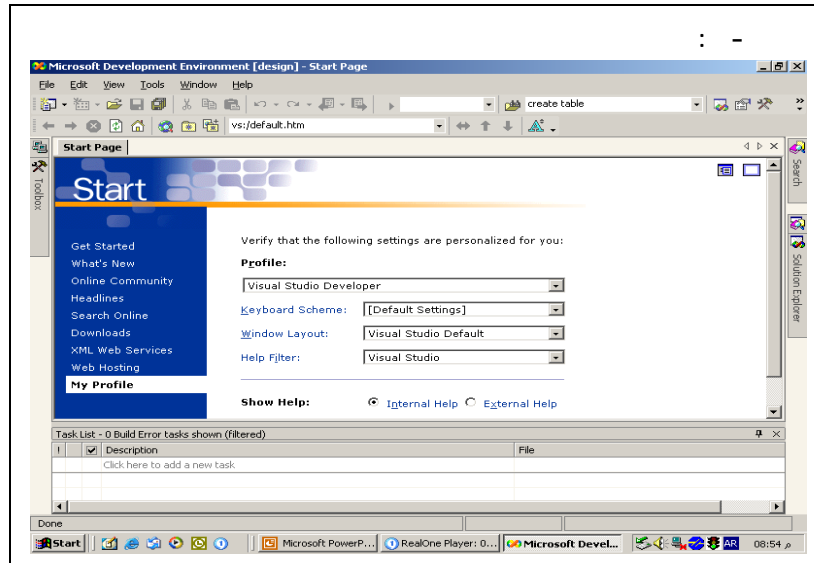 : -
Microsoft Development Environment [design] - Start Page
File Edit View Tools Window Help
create table
vs:/default.htm
Start Page
Toolbox
Search
Solution Explorer
Start
Get Started
What's New
Online Community
Headlines
Search Online
Downloads
XML Web Services
Web Hosting
My Profile
Verify that the following settings are personalized for you:
Profile:
Visual Studio Developer
Keyboard Scheme: [Default Settings]
Window Layout: Visual Studio Default
Help Filter: Visual Studio
Show Help: Internal Help External Help
Task List - 0 Build Error tasks shown (filtered)
! Description File
Click here to add a new task
Done
Start Microsoft PowerP... RealOne Player: 0... Microsoft Devel... AR 08:54 م